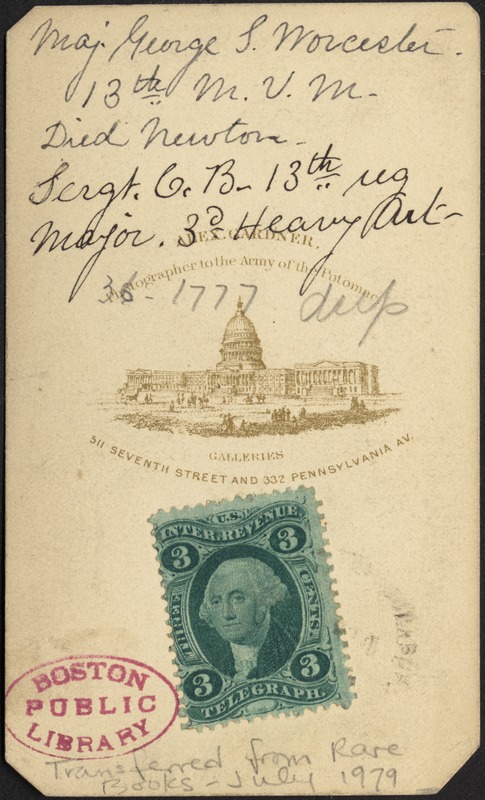 Maj. George S. Worcester.
13th M. V. M.
Died Newton.
Sergt. C. B. 13th reg
Major. 3d Heavy Art-
ALEX. GARDNER,
Photographer to the Army of the Potomac
36-1777 dup
GALLERIES
511 SEVENTH STREET AND 332 PENNSYLVANIA AV.
U.S.
INTER. REVENUE
3 3
THREE CENTS.
3 3
TELEGRAPH.
BOSTON
PUBLIC
LIBRARY
Transferred from Rare
Books - July 1979